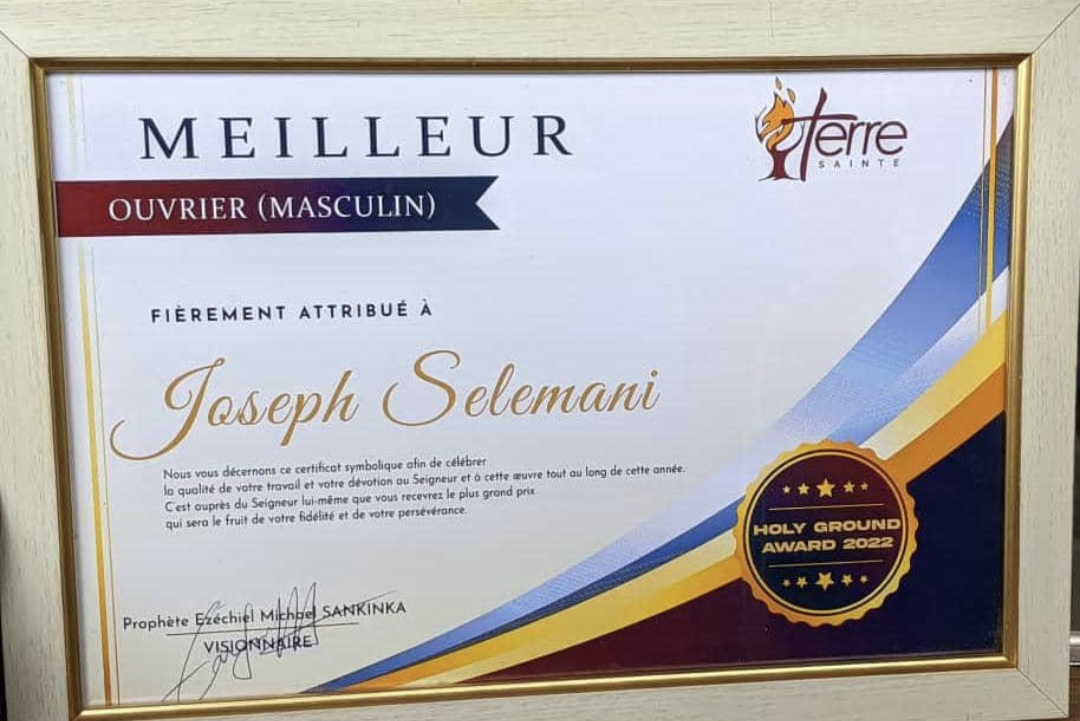 MEILLEUR
terre
SAINTE
OUVRIER (MASCULIN)
FIÈREMENT ATTRIBUÉ À
Joseph Selemani
Nous vous décernons ce certificat symbolique afin de célébrer
la qualité de votre travail et votre dévotion au Seigneur et à cette œuvre tout au long de cette année.
C'est auprès du Seigneur lui-même que vous recevrez le plus grand prix
qui sera le fruit de votre fidélité et de votre persévérance.
HOLY GROUND
AWARD 2022
Prophète Ezéchiel Michael SANKINKA
VISIONNAIRE